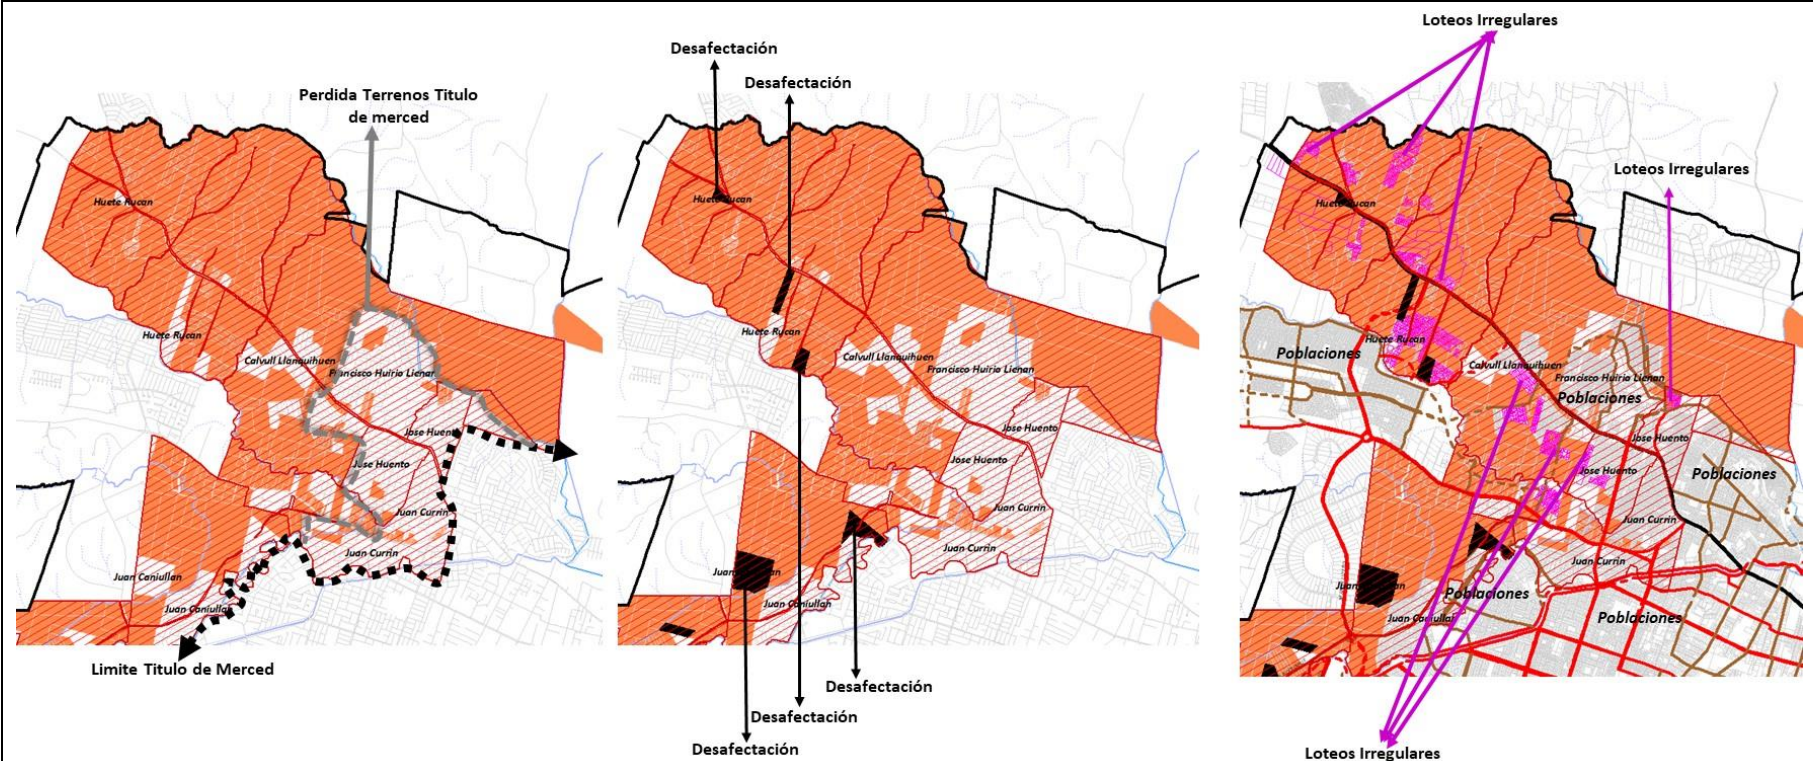 Perdida Terrenos Titulo
de merced
Huete Rucan
Huete Rucan
Calvull Llanquihuen
Francisco Huirio Lienan
Jose Huento
Jose Huento
Juan Currin
Juan Currin
Juan Caniullan
Juan Caniullan
Limite Titulo de Merced
Desafectación
Desafectación
Huete Rucan
Huete Rucan
Calvull Llanquihuen
Francisco Huirio Lienan
Jose Huento
Jose Huento
Juan Currin
Juan Currin
Juan Caniullan
Juan Caniullan
Desafectación
Desafectación
Desafectación
Loteos Irregulares
Loteos Irregulares
Huete Rucan
Huete Rucan
Poblaciones
Calvull Llanquihuen
Francisco Huirio Lienan
Poblaciones
Jose Huento
Jose Huento
Poblaciones
Juan Currin
Juan Currin
Juan Caniullan
Poblaciones
Juan Caniullan
Poblaciones
Loteos Irregulares